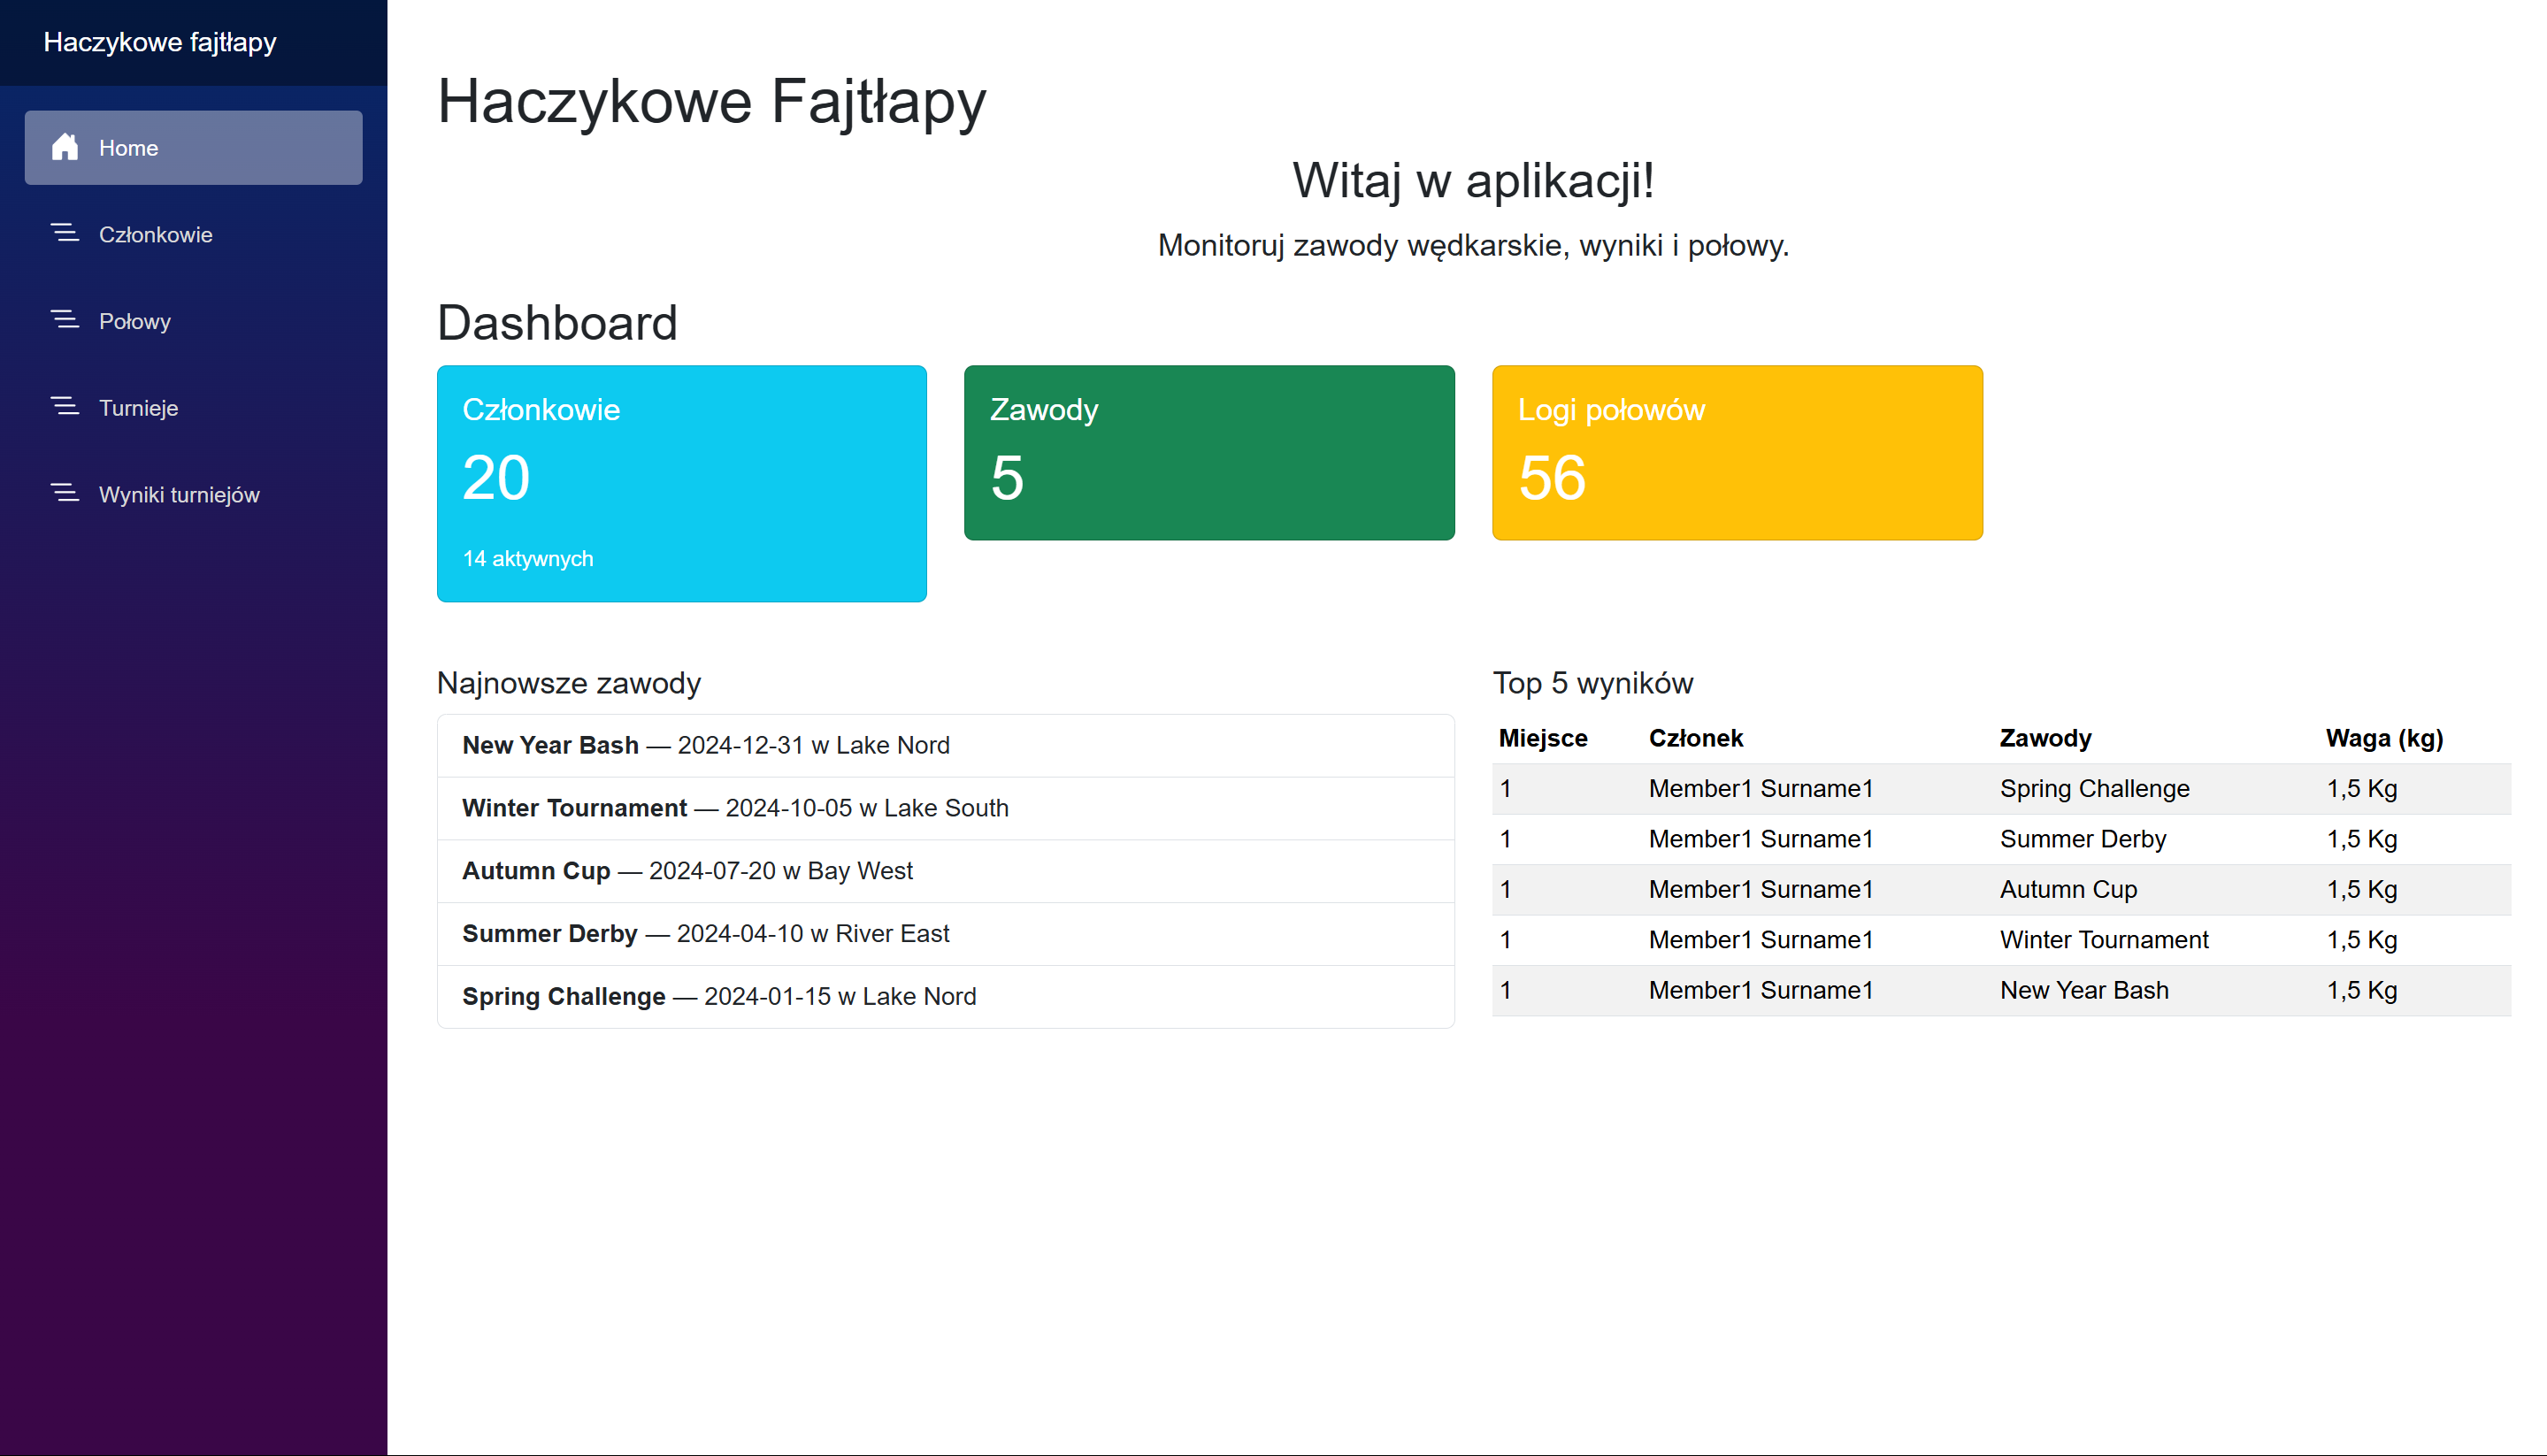 Haczykowe fajtłapy
Home
Członkowie
Połowy
Turnieje
Wyniki turniejów
Haczykowe Fajtłapy
Witaj w aplikacji!
Monitoruj zawody wędkarskie, wyniki i połowy.
Dashboard
Członkowie
20
14 aktywnych
Zawody
5
Logi połowów
56
Najnowsze zawody
New Year Bash — 2024-12-31 w Lake Nord
Winter Tournament — 2024-10-05 w Lake South
Autumn Cup — 2024-07-20 w Bay West
Summer Derby — 2024-04-10 w River East
Spring Challenge — 2024-01-15 w Lake Nord
Top 5 wyników
Miejsce Członek Zawody Waga (kg)
1 Member1 Surname1 Spring Challenge 1,5 Kg
1 Member1 Surname1 Summer Derby 1,5 Kg
1 Member1 Surname1 Autumn Cup 1,5 Kg
1 Member1 Surname1 Winter Tournament 1,5 Kg
1 Member1 Surname1 New Year Bash 1,5 Kg